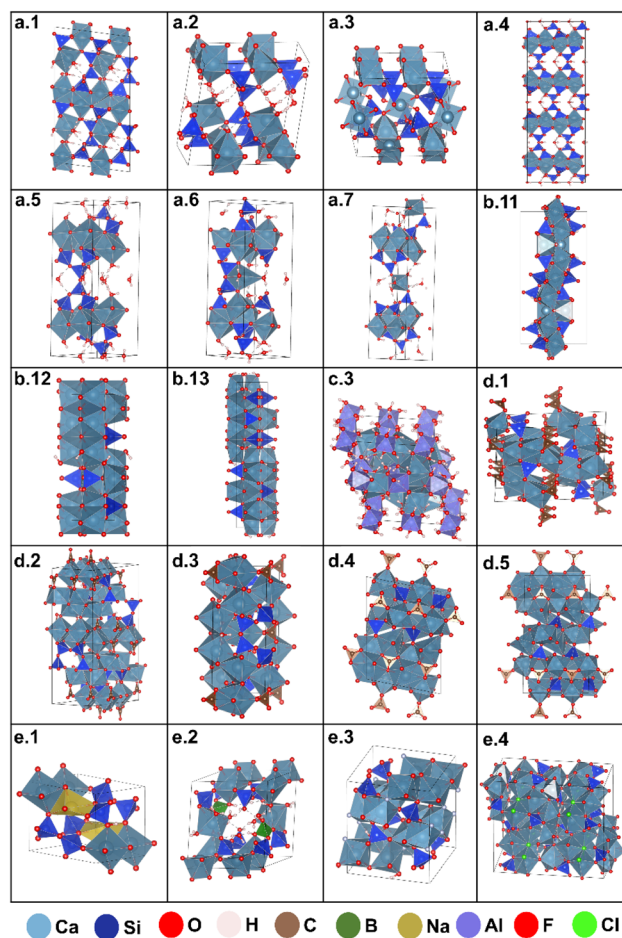 a.1 a.2 a.3 a.4
a.5 a.6 a.7 b.11
b.12 b.13 c.3 d.1
d.2 d.3 d.4 d.5
e.1 e.2 e.3 e.4
Ca Si O H C B Na Al F Cl